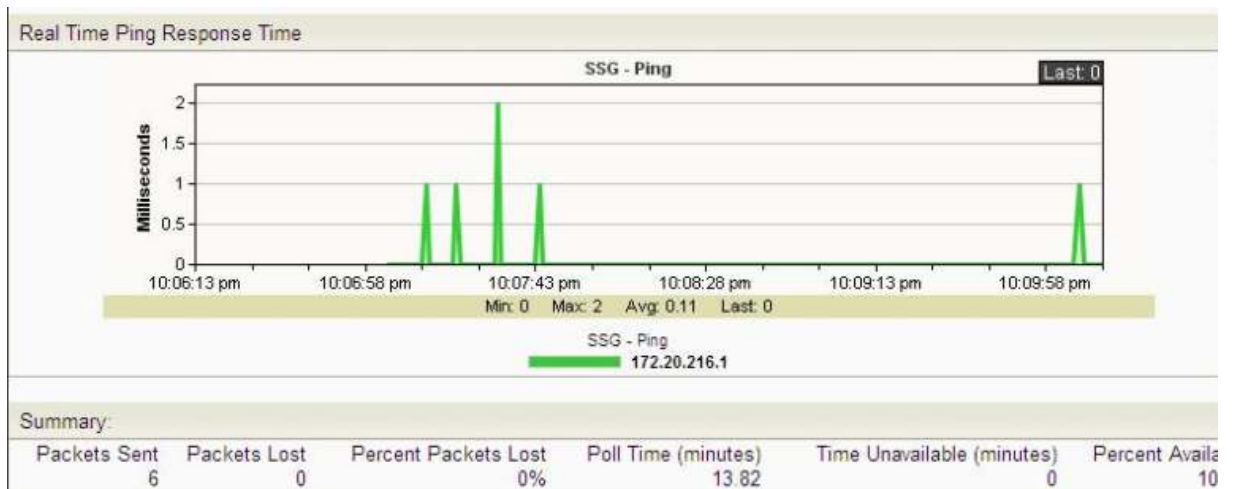 Real Time Ping Response Time
SSG - Ping
Last: 0
Milliseconds
2
1.5
1
0.5
0
10:06:13 pm 10:06:58 pm 10:07:43 pm 10:08:28 pm 10:09:13 pm 10:09:58 pm
Min: 0 Max: 2 Avg: 0.11 Last: 0
SSG - Ping
172.20.216.1
Summary:
Packets Sent Packets Lost Percent Packets Lost Poll Time (minutes) Time Unavailable (minutes) Percent Availa
6 0 0% 13.82 0 10